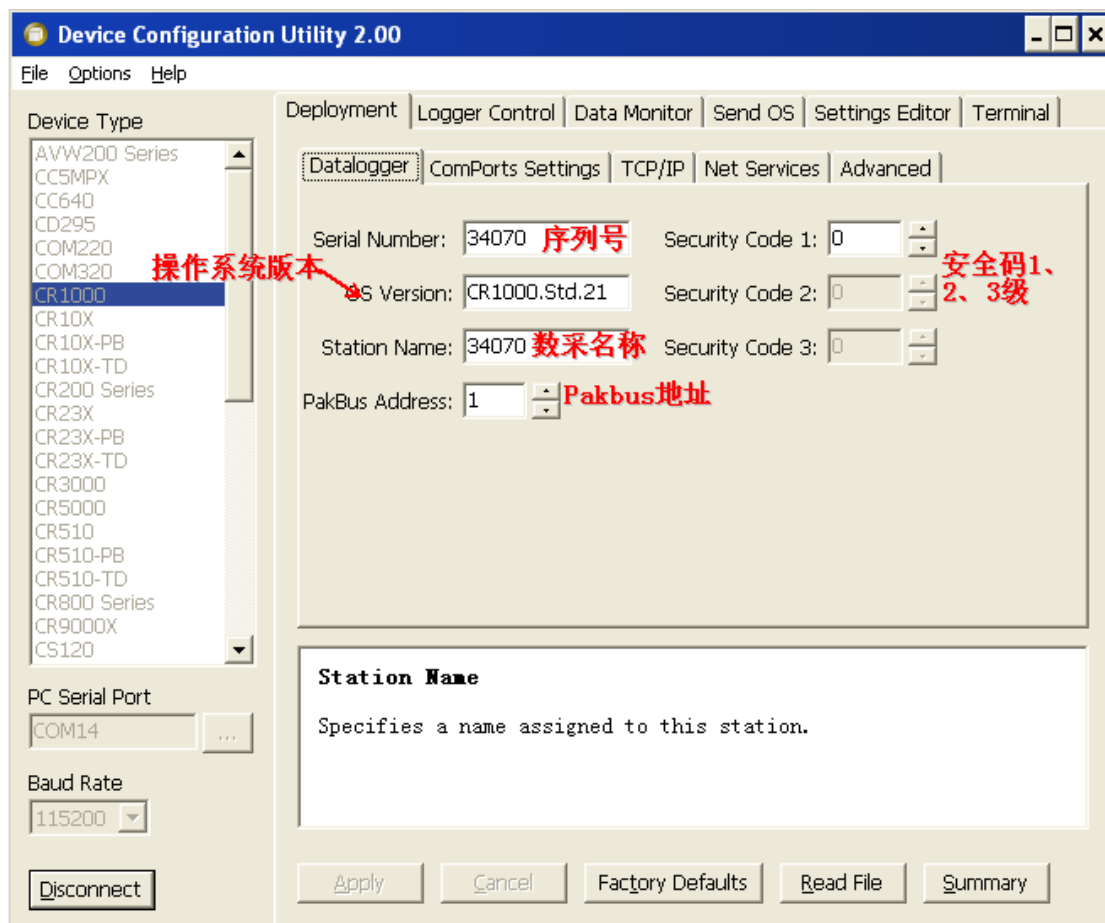 Device Configuration Utility 2.00
File Options Help
Device Type
AVW200 Series
CC5MPX
CC640
CD295
COM220
COM320
CR1000
CR10X
CR10X-PB
CR10X-TD
CR200 Series
CR23X
CR23X-PB
CR23X-TD
CR3000
CR5000
CR510
CR510-PB
CR510-TD
CR800 Series
CR9000X
CS120
PC Serial Port
COM14 ...
Baud Rate
115200
Disconnect
Deployment Logger Control Data Monitor Send OS Settings Editor Terminal
Datalogger ComPorts Settings TCP/IP Net Services Advanced
Serial Number: 34070 序列号 Security Code 1: 0
操作系统版本 OS Version: CR1000.Std.21 Security Code 2: 0
安全码1、
2、3级
Station Name: 34070 数采名称 Security Code 3: 0
PakBus Address: 1 Pakbus地址
Station Name
Specifies a name assigned to this station.
Apply Cancel Factory Defaults Read File Summary